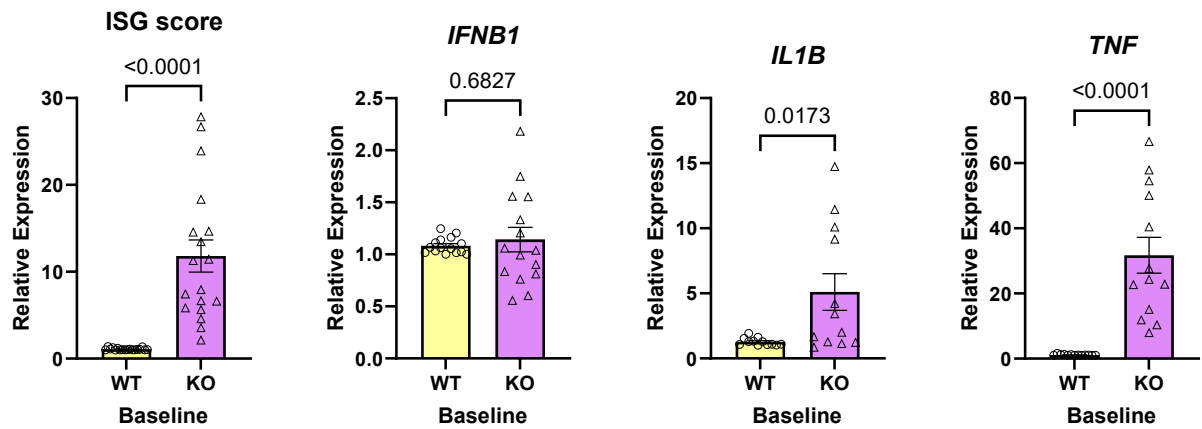 ISG score
<0.0001
30
20
10
0
Relative Expression
WT
KO
Baseline
IFNB1
0.6827
2.5
2.0
1.5
1.0
0.5
0.0
Relative Expression
WT
KO
Baseline
IL1B
0.0173
20
15
10
5
0
Relative Expression
WT
KO
Baseline
TNF
<0.0001
80
60
40
20
0
Relative Expression
WT
KO
Baseline